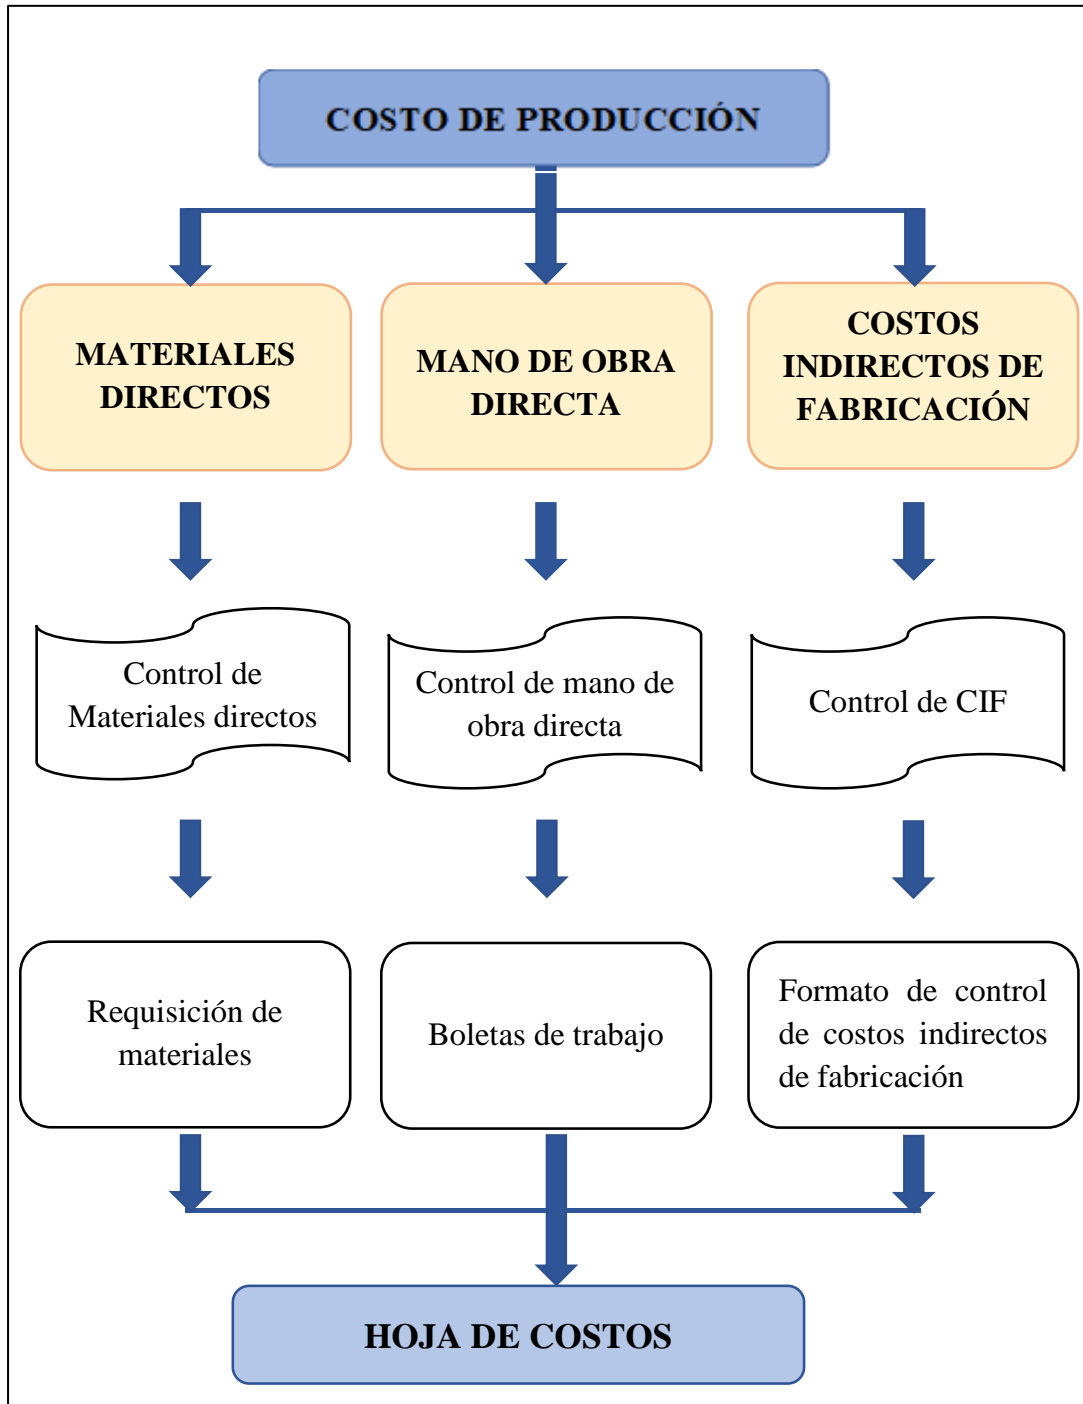 COSTO DE PRODUCCIÓN
MATERIALES
DIRECTOS
MANO DE OBRA
DIRECTA
COSTOS
INDIRECTOS DE
FABRICACIÓN
Control de
Materiales directos
Control de mano de
obra directa
Control de CIF
Requisición de
materiales
Boletas de trabajo
Formato de control
de costos indirectos
de fabricación
HOJA DE COSTOS